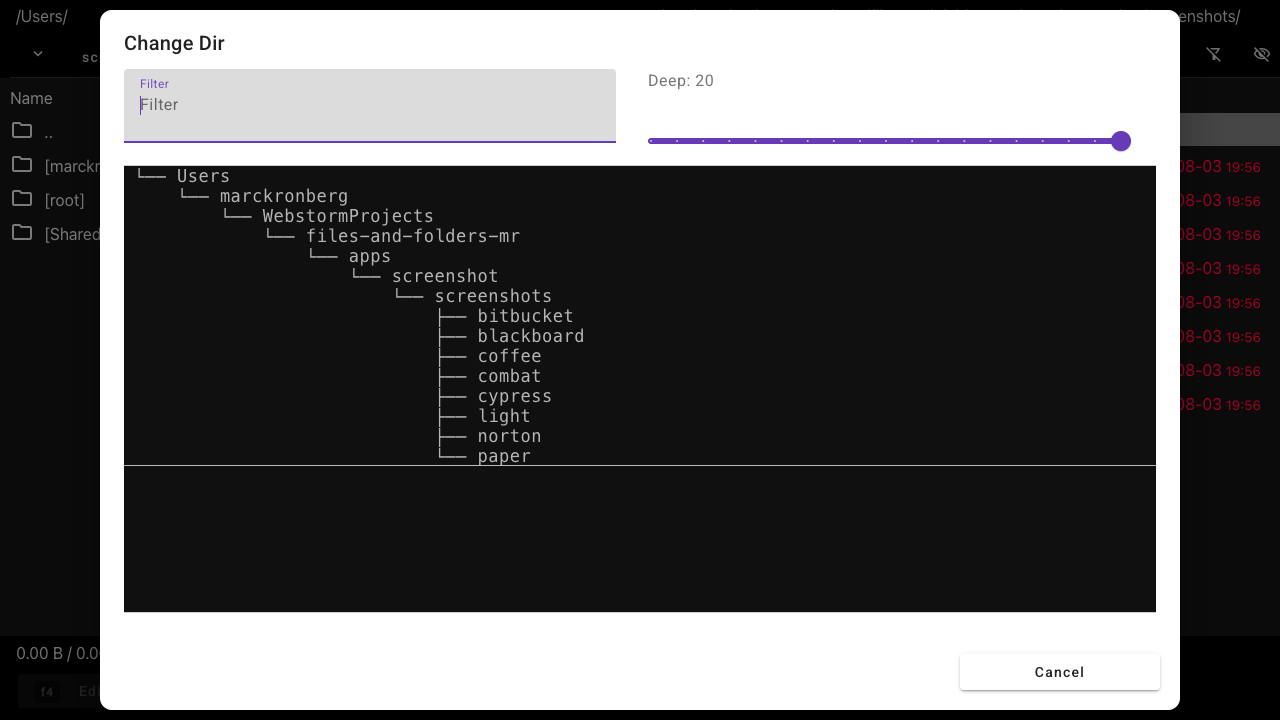 /Users/
enshots/
sc
Name
..
[marckr
[root]
[Shared
08-03 19:56
08-03 19:56
08-03 19:56
08-03 19:56
08-03 19:56
08-03 19:56
08-03 19:56
08-03 19:56
Change Dir
Filter
Filter
Deep: 20
└── Users
└── marckronberg
└── WebstormProjects
└── files-and-folders-mr
└── apps
└── screenshot
└── screenshots
├── bitbucket
├── blackboard
├── coffee
├── combat
├── cypress
├── light
├── norton
└── paper
0.00 B / 0.0
f4 Ed
Cancel